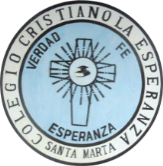 COLEGIO CRISTIANO LA ESPERANZA
VERDAD FE
ESPERANZA
SANTA MARTA